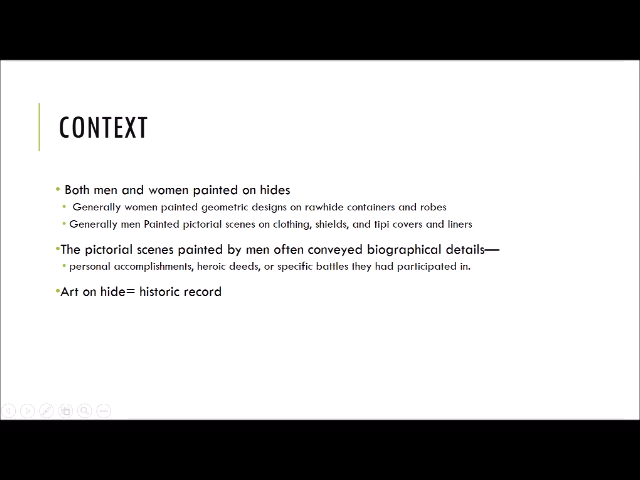 CONTEXT
• Both men and women painted on hides
• Generally women painted geometric designs on rawhide containers and robes
• Generally men Painted pictorial scenes on clothing, shields, and tipi covers and liners
•The pictorial scenes painted by men often conveyed biographical details—
• personal accomplishments, heroic deeds, or specific battles they had participated in.
•Art on hide= historic record